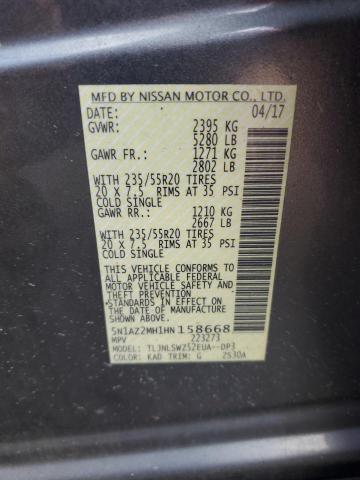 MFD BY NISSAN MOTOR CO., LTD.
DATE: 04/17
GVWR: 2395 KG
5280 LB
GAWR FR.: 1271 KG
2802 LB
WITH 235/55R20 TIRES
20 X 7.5 RIMS AT 35 PSI
COLD SINGLE
GAWR RR.: 1210 KG
2667 LB
WITH 235/55R20 TIRES
20 X 7.5 RIMS AT 35 PSI
COLD SINGLE
THIS VEHICLE CONFORMS TO
ALL APPLICABLE FEDERAL
MOTOR VEHICLE SAFETY AND
THEFT PREVENTION STANDARDS
IN EFFECT ON THE DATE OF
MANUFACTURE SHOWN ABOVE.
5N1AZ2MH1HN158668
MPV 223273
MODEL: TLJNLSWZ52EUA--DP3
COLOR: KAD TRIM: G 2530A